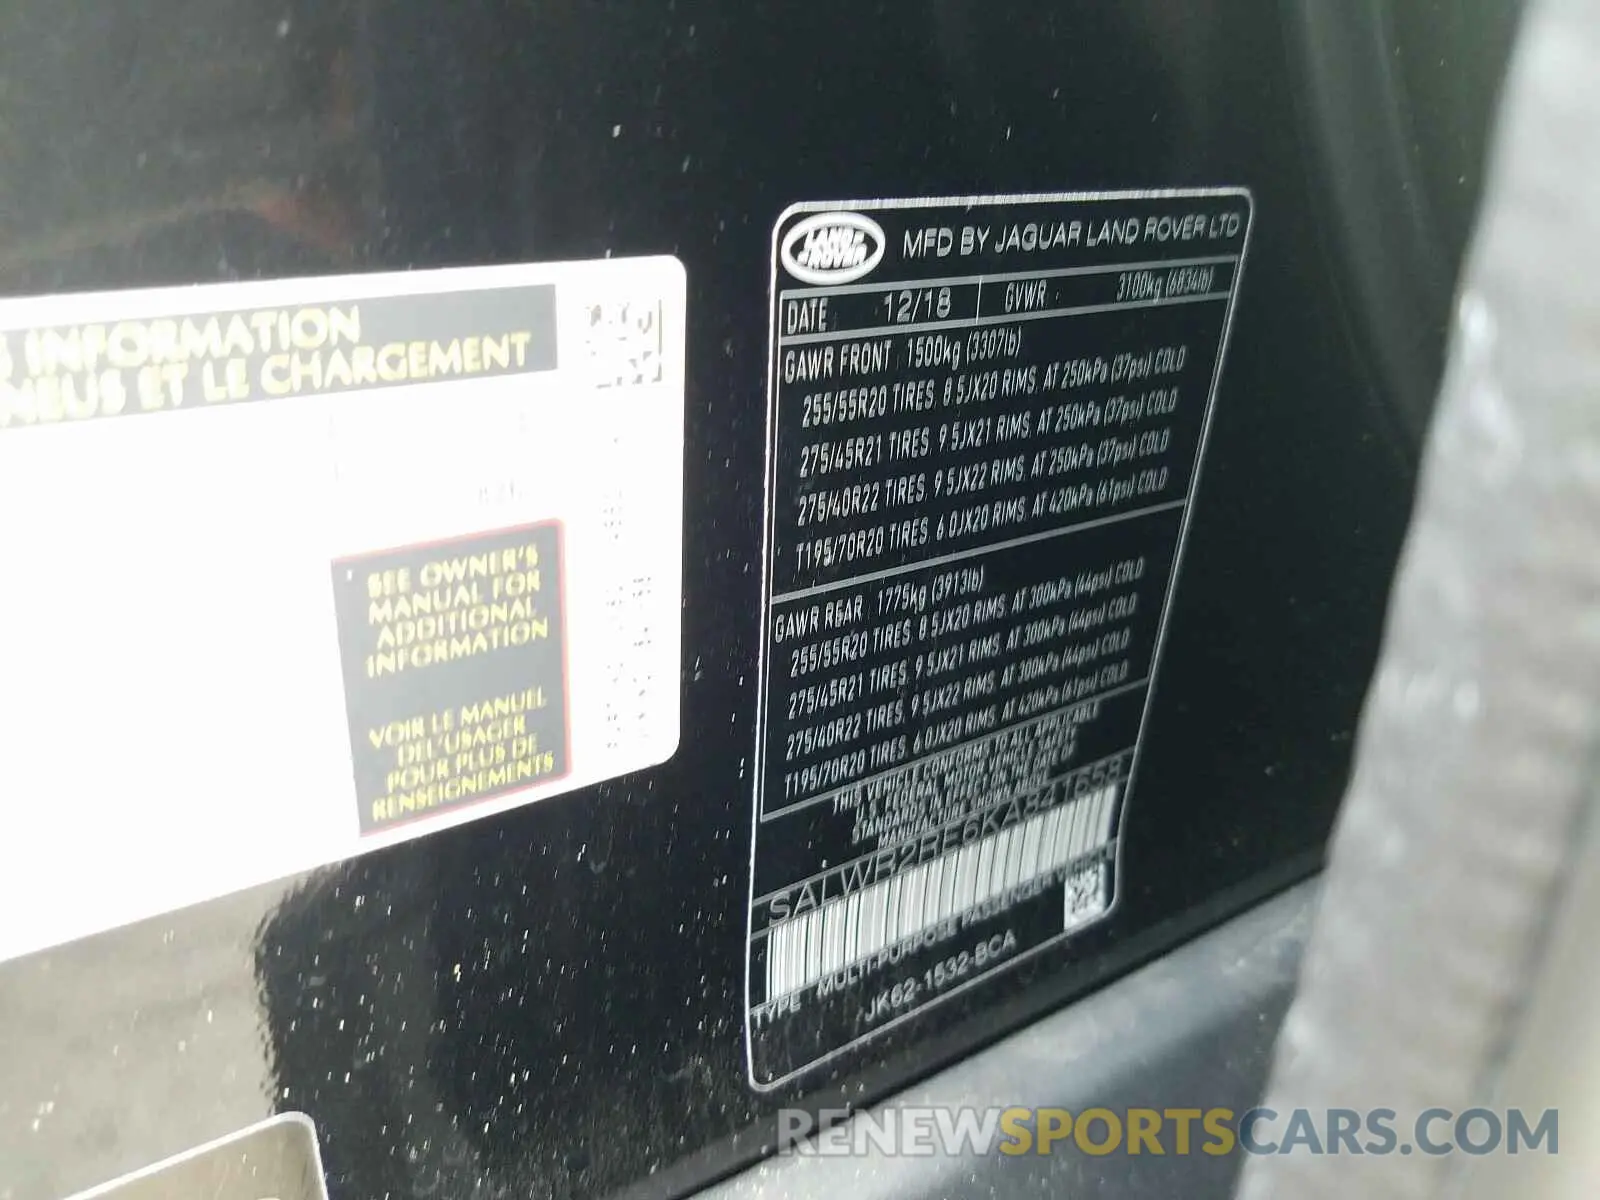 INFORMATION
ET LE CHARGEMENT
SEE OWNER'S
MANUAL FOR
ADDITIONAL
INFORMATION
VOIR LE MANUEL
DE L'USAGER
POUR PLUS DE
RENSEIGNEMENTS
LAND
ROVER
MFD BY JAGUAR LAND ROVER LTD
DATE 12/18 GVWR 3100kg (6834lb)
GAWR FRONT 1500kg (3307lb)
255/55R20 TIRES, 8.5JX20 RIMS, AT 250kPa (37psi) COLD
275/45R21 TIRES, 9.5JX21 RIMS, AT 250kPa (37psi) COLD
275/40R22 TIRES, 9.5JX22 RIMS, AT 250kPa (37psi) COLD
T195/70R20 TIRES, 6.0JX20 RIMS, AT 420kPa (61psi) COLD
GAWR REAR 1775kg (3913lb)
255/55R20 TIRES, 8.5JX20 RIMS, AT 300kPa (44psi) COLD
275/45R21 TIRES, 9.5JX21 RIMS, AT 300kPa (44psi) COLD
275/40R22 TIRES, 9.5JX22 RIMS, AT 300kPa (44psi) COLD
T195/70R20 TIRES, 6.0JX20 RIMS, AT 420kPa (61psi) COLD
THIS VEHICLE CONFORMS TO ALL APPLICABLE
U.S. FEDERAL MOTOR VEHICLE SAFETY
STANDARDS IN EFFECT ON THE DATE OF
MANUFACTURE SHOWN ABOVE
SALWR2RE6KA841658
TYPE MULTI-PURPOSE PASSENGER VEHICLE
JK62-1532-BCA
RENEWSPORTSCARS.COM